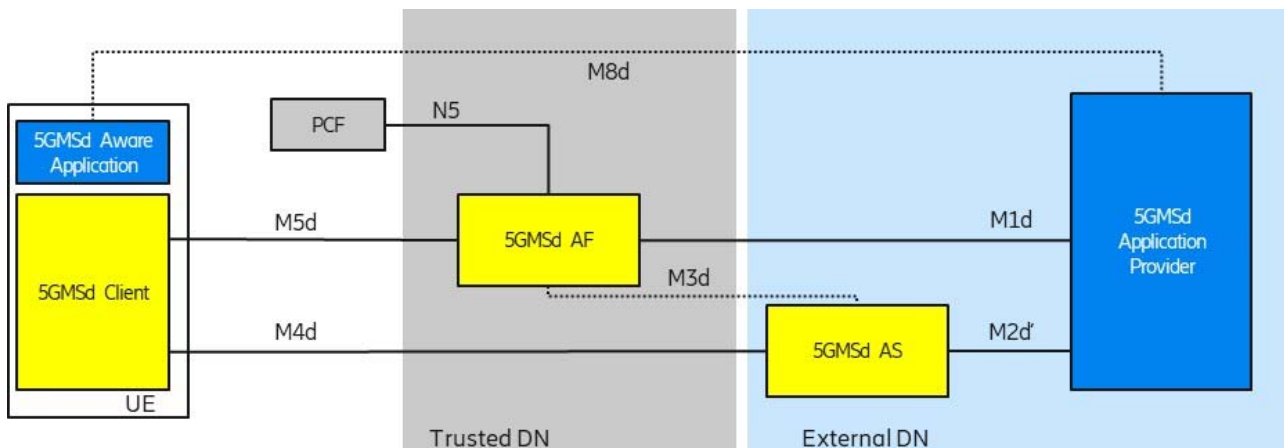 M8d
PCF
N5
5GMSd Aware
Application
M5d
5GMSd AF
M1d
5GMSd
Application
Provider
5GMSd Client
M3d
M4d
5GMSd AS
M2d'
UE
Trusted DN
External DN